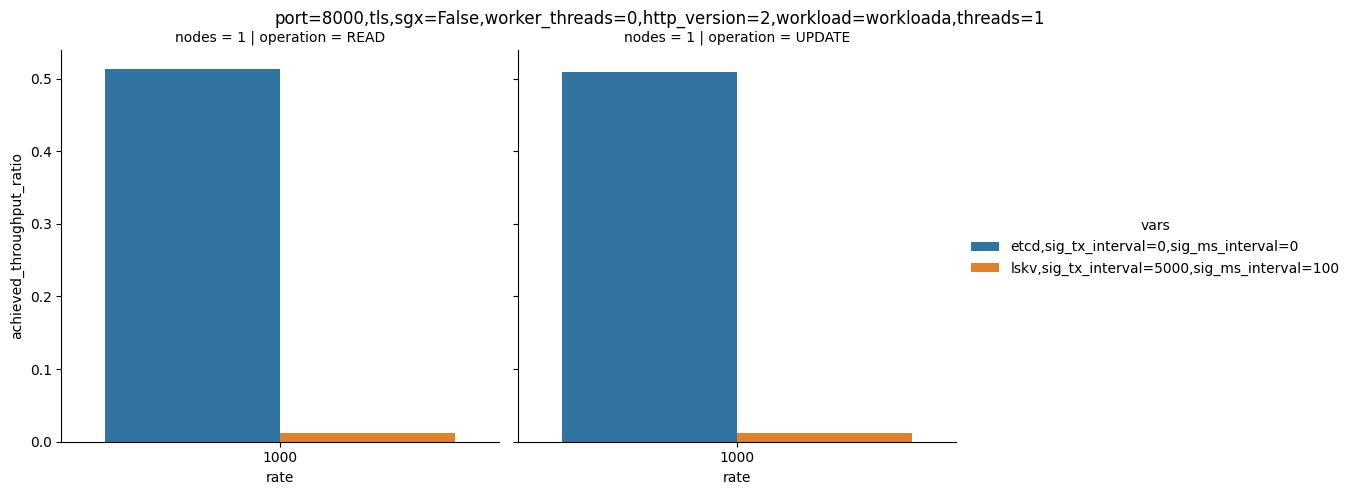 port=8000,tls,sgx=False,worker_threads=0,http_version=2,workload=workloada,threads=1
nodes = 1 | operation = READ
nodes = 1 | operation = UPDATE
achieved_throughput_ratio
0.5
0.4
0.3
0.2
0.1
0.0
1000
rate
1000
rate
vars
etcd,sig_tx_interval=0,sig_ms_interval=0
lskv,sig_tx_interval=5000,sig_ms_interval=100